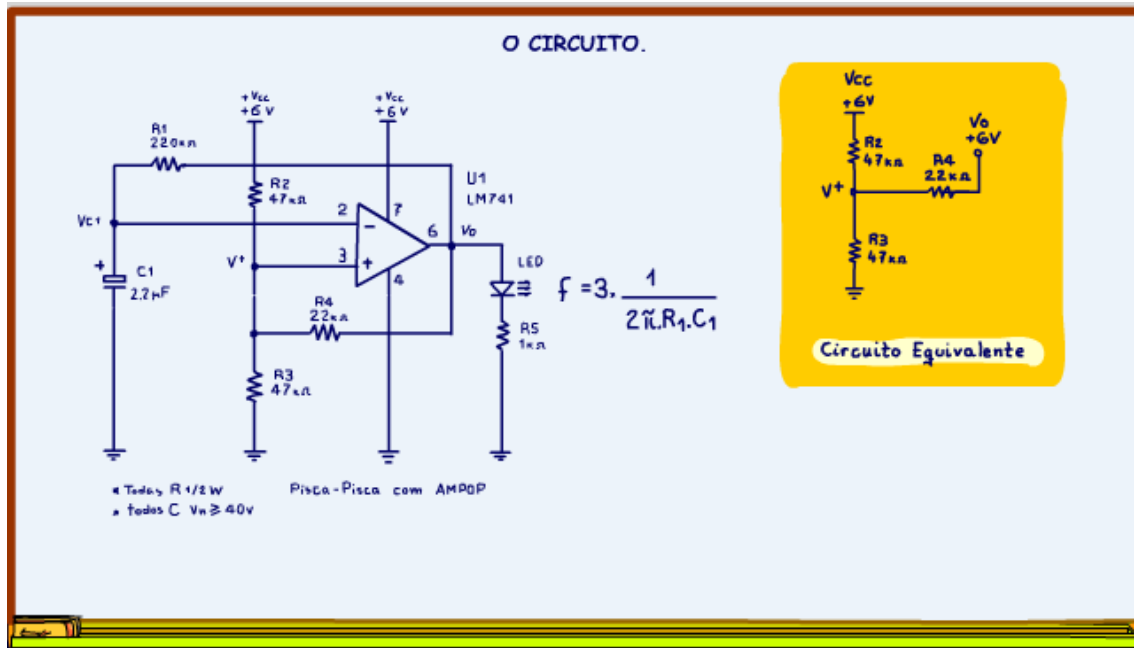 O CIRCUITO.
+Vcc
+6V
+Vcc
+6V
R1
220KΩ
R2
47KΩ
U1
LM741
Vc1
2
7
-
6
Vo
V+
3
+
4
C1
2.2µF
R4
22KΩ
LED
R5
1KΩ
R3
47KΩ
f = 3. 1
2π.R1.C1
* Todas R 1/2W
* todos C Vn ≥ 40v
Pisca-Pisca com AMPOP
Vcc
+6V
R2
47KΩ
Vo
+6V
R4
22KΩ
V+
R3
47KΩ
Circuito Equivalente